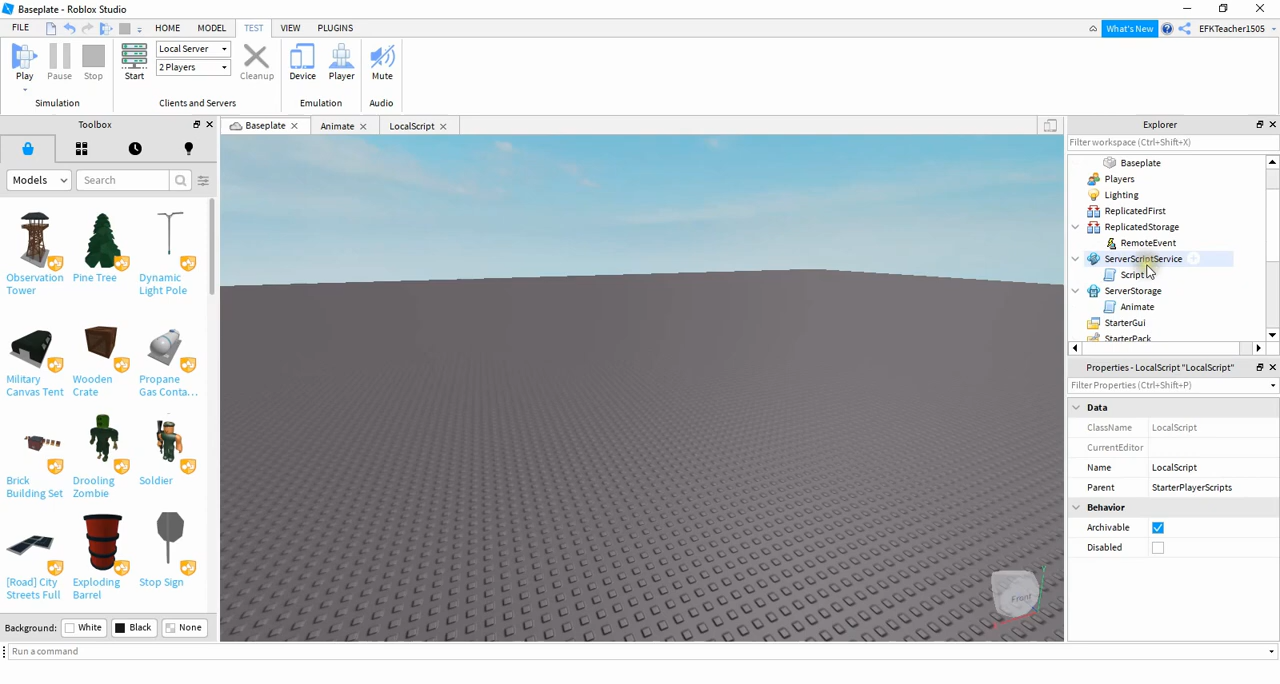 Baseplate - Roblox Studio
FILE HOME MODEL TEST VIEW PLUGINS What's New EFKTeacher1505
Play Pause Stop Start Local Server 2 Players Cleanup Device Player Mute
Simulation Clients and Servers Emulation Audio
Toolbox
Baseplate Animate LocalScript
Models Search
Observation Tower
Pine Tree
Dynamic Light Pole
Military Canvas Tent
Wooden Crate
Propane Gas Conta...
Brick Building Set
Drooling Zombie
Soldier
[Road] City Streets Full
Exploding Barrel
Stop Sign
Background: White Black None
Run a command
Front
Explorer
Filter workspace (Ctrl+Shift+X)
Baseplate
Players
Lighting
ReplicatedFirst
ReplicatedStorage
RemoteEvent
ServerScriptService
Script
ServerStorage
Animate
StarterGui
StarterPack
Properties - LocalScript "LocalScript"
Filter Properties (Ctrl+Shift+P)
Data
ClassName LocalScript
CurrentEditor
Name LocalScript
Parent StarterPlayerScripts
Behavior
Archivable
Disabled